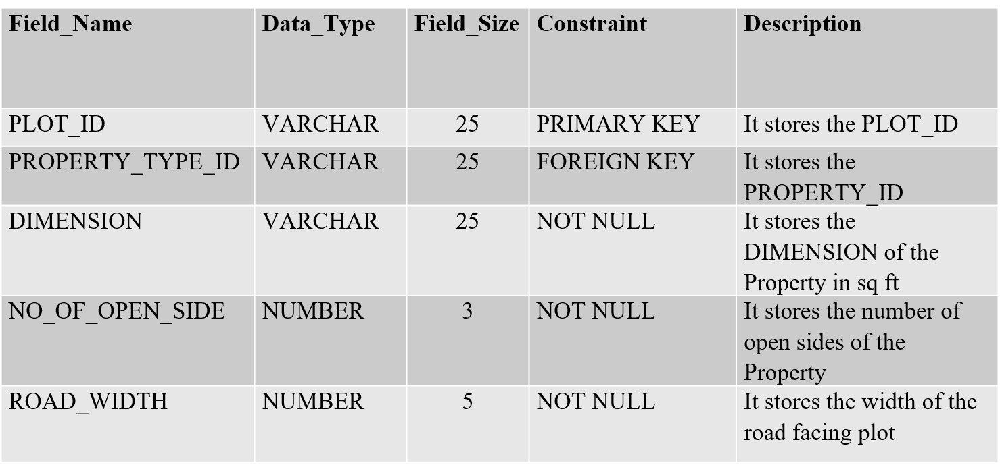 Field_Name Data_Type Field_Size Constraint Description
PLOT_ID VARCHAR 25 PRIMARY KEY It stores the PLOT_ID
PROPERTY_TYPE_ID VARCHAR 25 FOREIGN KEY It stores the
PROPERTY_ID
DIMENSION VARCHAR 25 NOT NULL It stores the
DIMENSION of the
Property in sq ft
NO_OF_OPEN_SIDE NUMBER 3 NOT NULL It stores the number of
open sides of the
Property
ROAD_WIDTH NUMBER 5 NOT NULL It stores the width of the
road facing plot